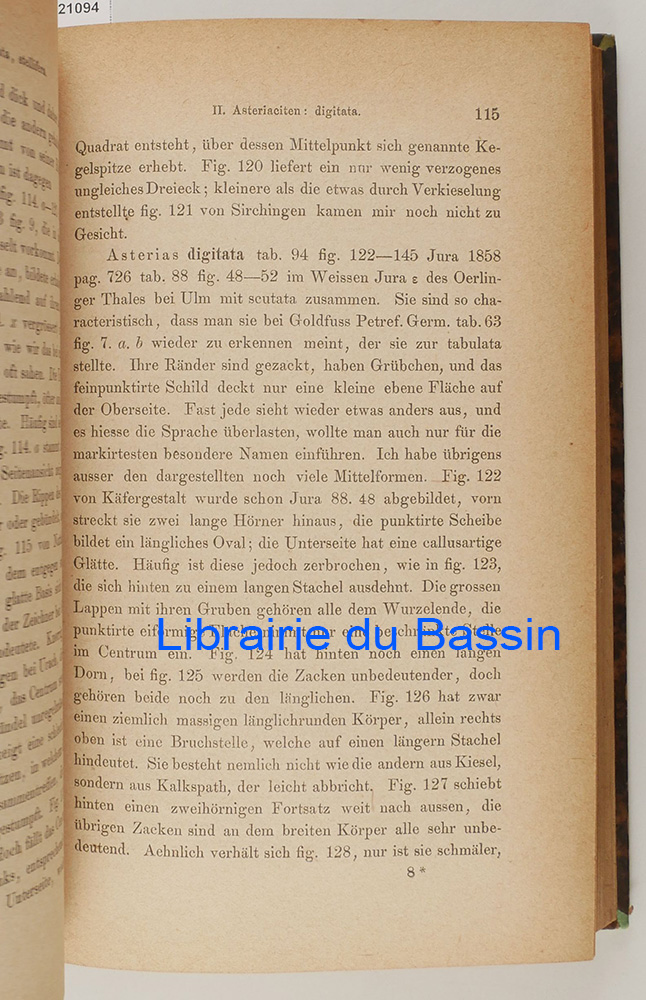 21094
II. Asteriaciten: digitata.
115
Quadrat entsteht, über dessen Mittelpunkt sich genannte Ke-
gelspitze erhebt. Fig. 120 liefert ein nur wenig verzogenes
ungleiches Dreieck; kleinere als die etwas durch Verkieselung
entstellte fig. 121 von Sirchingen kamen mir noch nicht zu
Gesicht.
Asterias digitata tab. 94 fig. 122—145 Jura 1858
pag. 726 tab. 88 fig. 48—52 im Weissen Jura ε des Oerlin-
ger Thales bei Ulm mit scutata zusammen. Sie sind so cha-
racteristisch, dass man sie bei Goldfuss Petref. Germ. tab. 63
fig. 7. a. b wieder zu erkennen meint, der sie zur tabulata
stellte. Ihre Ränder sind gezackt, haben Grübchen, und das
feinpunktirte Schild deckt nur eine kleine ebene Fläche auf
der Oberseite. Fast jede sieht wieder etwas anders aus, und
es hiesse die Sprache überlasten, wollte man auch nur für die
markirtesten besondere Namen einführen. Ich habe übrigens
ausser den dargestellten noch viele Mittelformen. Fig. 122
von Käfergestalt wurde schon Jura 88. 48 abgebildet, vorn
streckt sie zwei lange Hörner hinaus, die punktirte Scheibe
bildet ein längliches Oval; die Unterseite hat eine callusartige
Glätte. Häufig ist diese jedoch zerbrochen, wie in fig. 123,
die sich hinten zu einem langen Stachel ausdehnt. Die grossen
Lappen mit ihren Gruben gehören alle dem Wurzelende, die
punktirte eiförmige Fläche nimmt nur eine beschränkte Stelle
Librairie du Bassin
im Centrum ein. Fig. 124 hat hinten noch einen langen
Dorn, bei fig. 125 werden die Zacken unbedeutender, doch
gehören beide noch zu den länglichen. Fig. 126 hat zwar
einen ziemlich massigen länglichrunden Körper, allein rechts
oben ist eine Bruchstelle, welche auf einen längern Stachel
hindeutet. Sie besteht nemlich nicht wie die andern aus Kiesel,
sondern aus Kalkspath, der leicht abbricht. Fig. 127 schiebt
hinten einen zweihörnigen Fortsatz weit nach aussen, die
übrigen Zacken sind an dem breiten Körper alle sehr unbe-
deutend. Aehnlich verhält sich fig. 128, nur ist sie schmäler,
8*